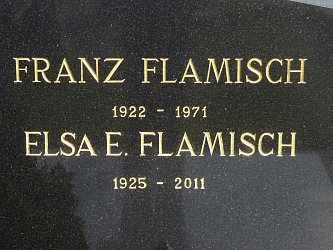 FRANZ FLAMISCH
1922 - 1971
ELSA E. FLAMISCH
1925 - 2011